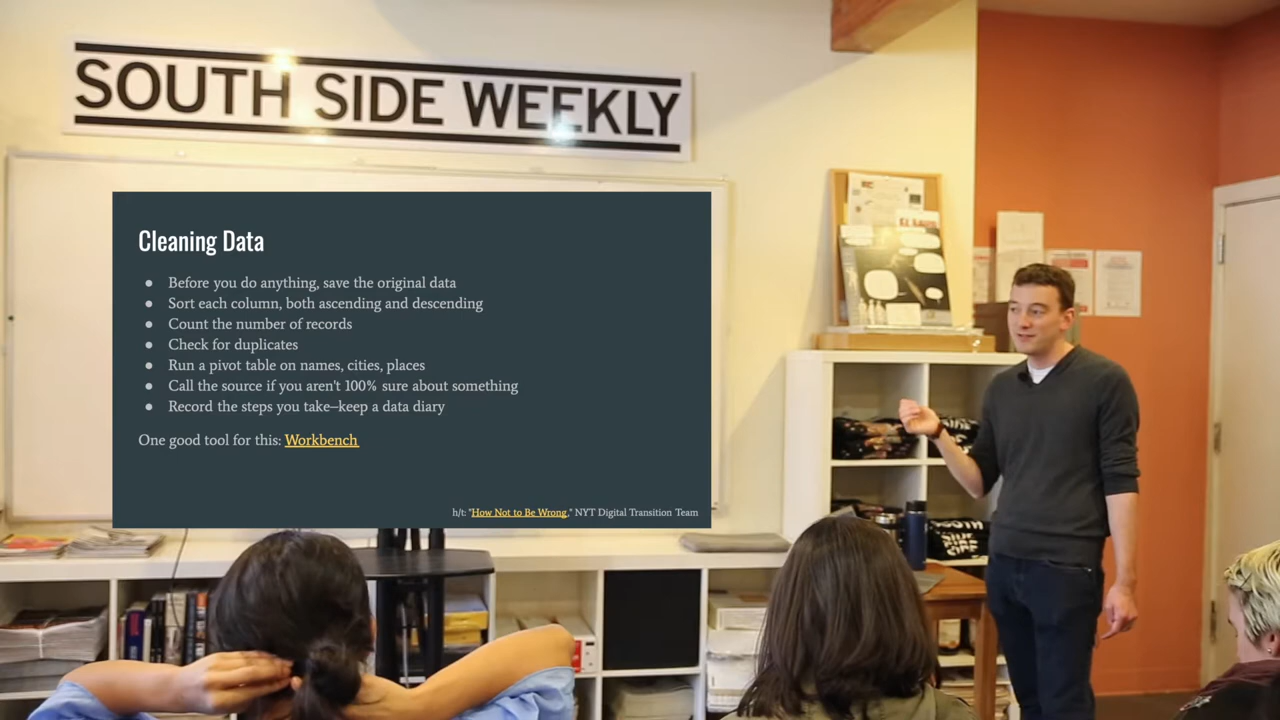 SOUTH SIDE WEEKLY
Cleaning Data
● Before you do anything, save the original data
● Sort each column, both ascending and descending
● Count the number of records
● Check for duplicates
● Run a pivot table on names, cities, places
● Call the source if you aren't 100% sure about something
● Record the steps you take—keep a data diary
One good tool for this: Workbench
h/t: "How Not to Be Wrong," NYT Digital Transition Team
SOUTH
SIDE